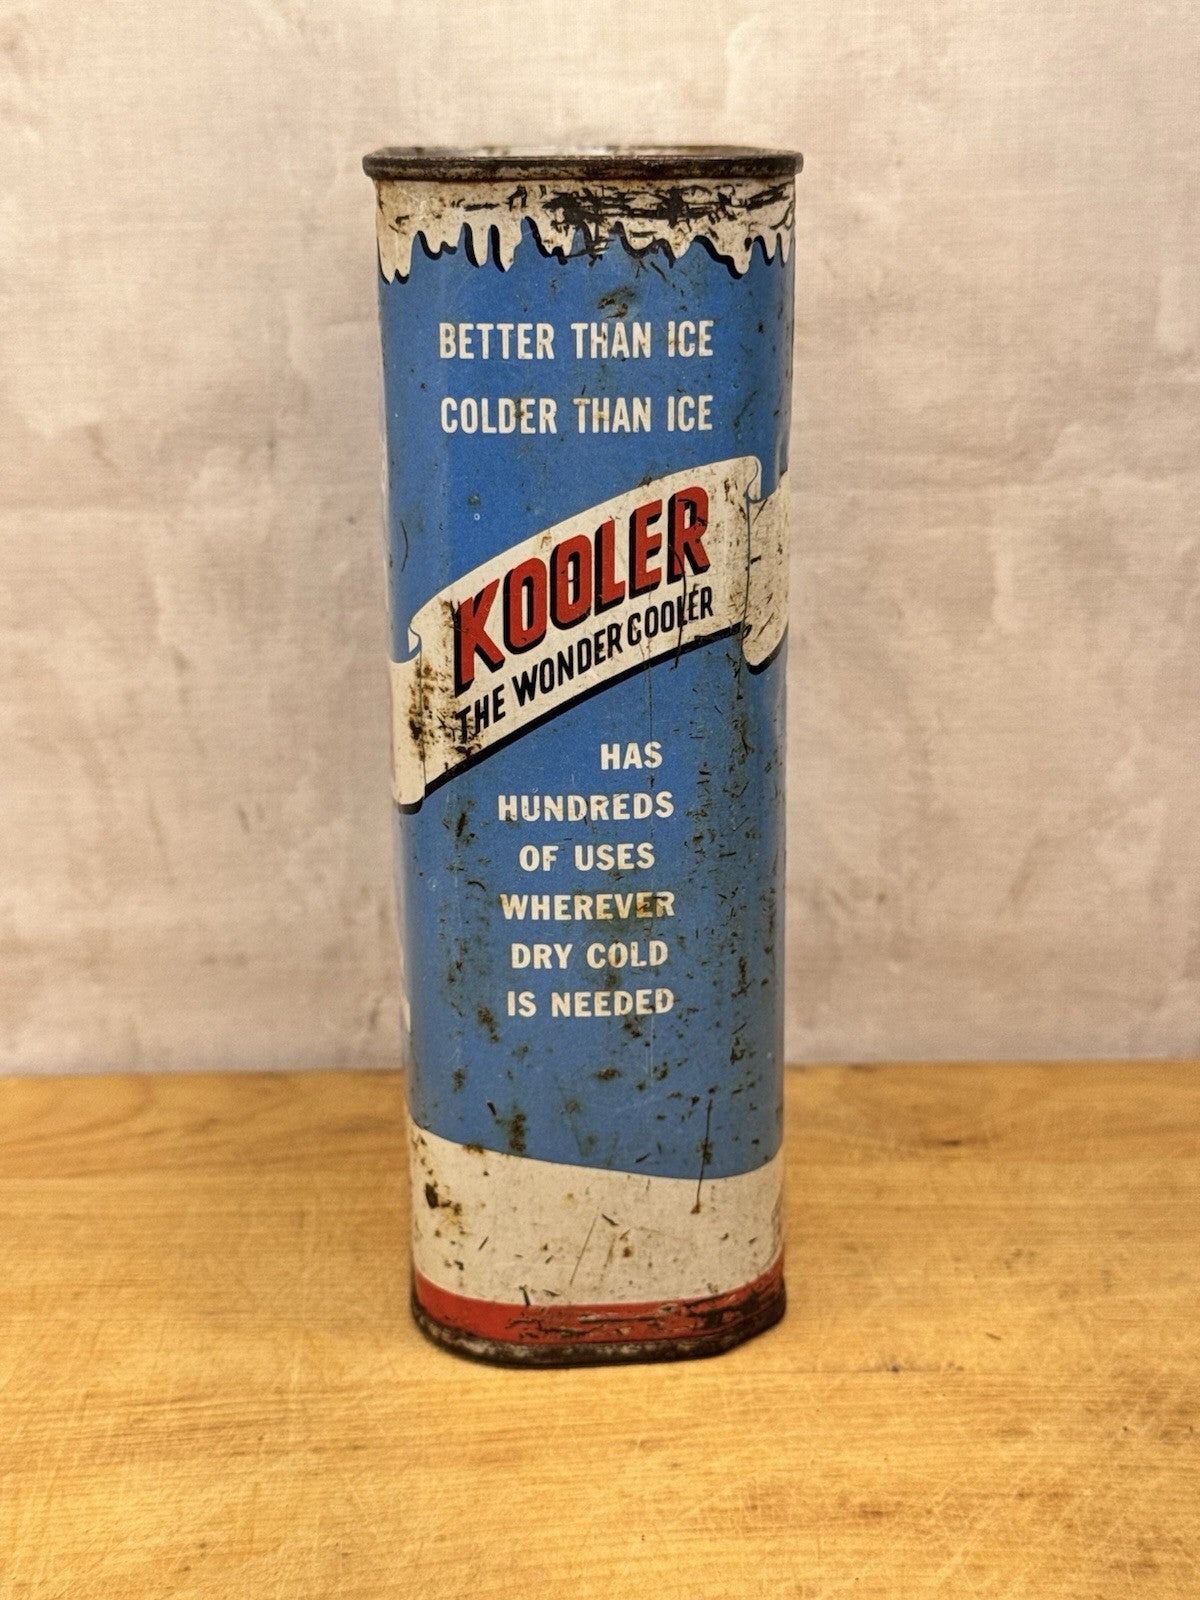 BETTER THAN ICE
COLDER THAN ICE
KOOLER
THE WONDER COOLER
HAS
HUNDREDS
OF USES
WHEREVER
DRY COLD
IS NEEDED